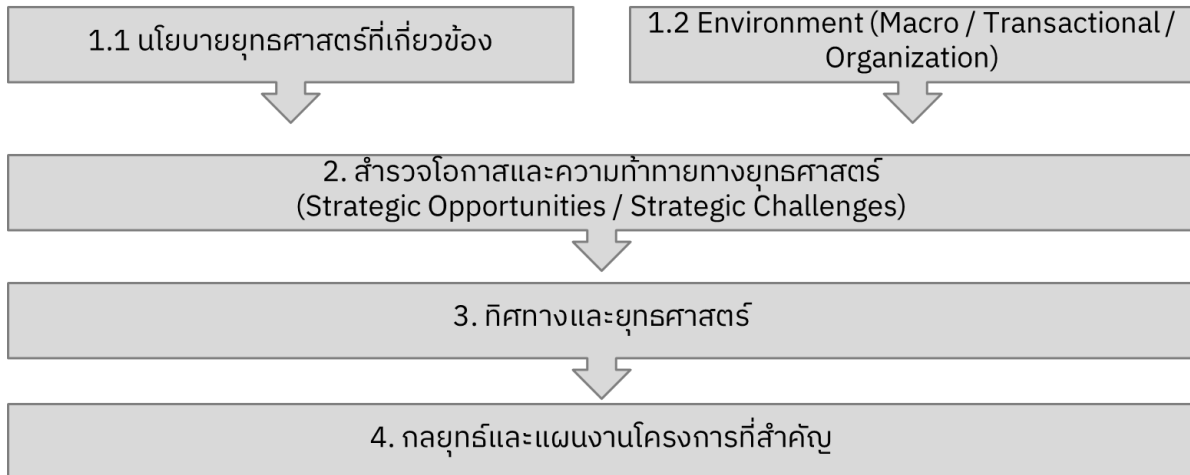 1.1 นโยบายยุทธศาสตร์ที่เกี่ยวข้อง
1.2 Environment (Macro / Transactional /
Organization)
2. สำรวจโอกาสและความท้าทายทางยุทธศาสตร์
(Strategic Opportunities / Strategic Challenges)
3. ทิศทางและยุทธศาสตร์
4. กลยุทธ์และแผนงานโครงการที่สำคัญ